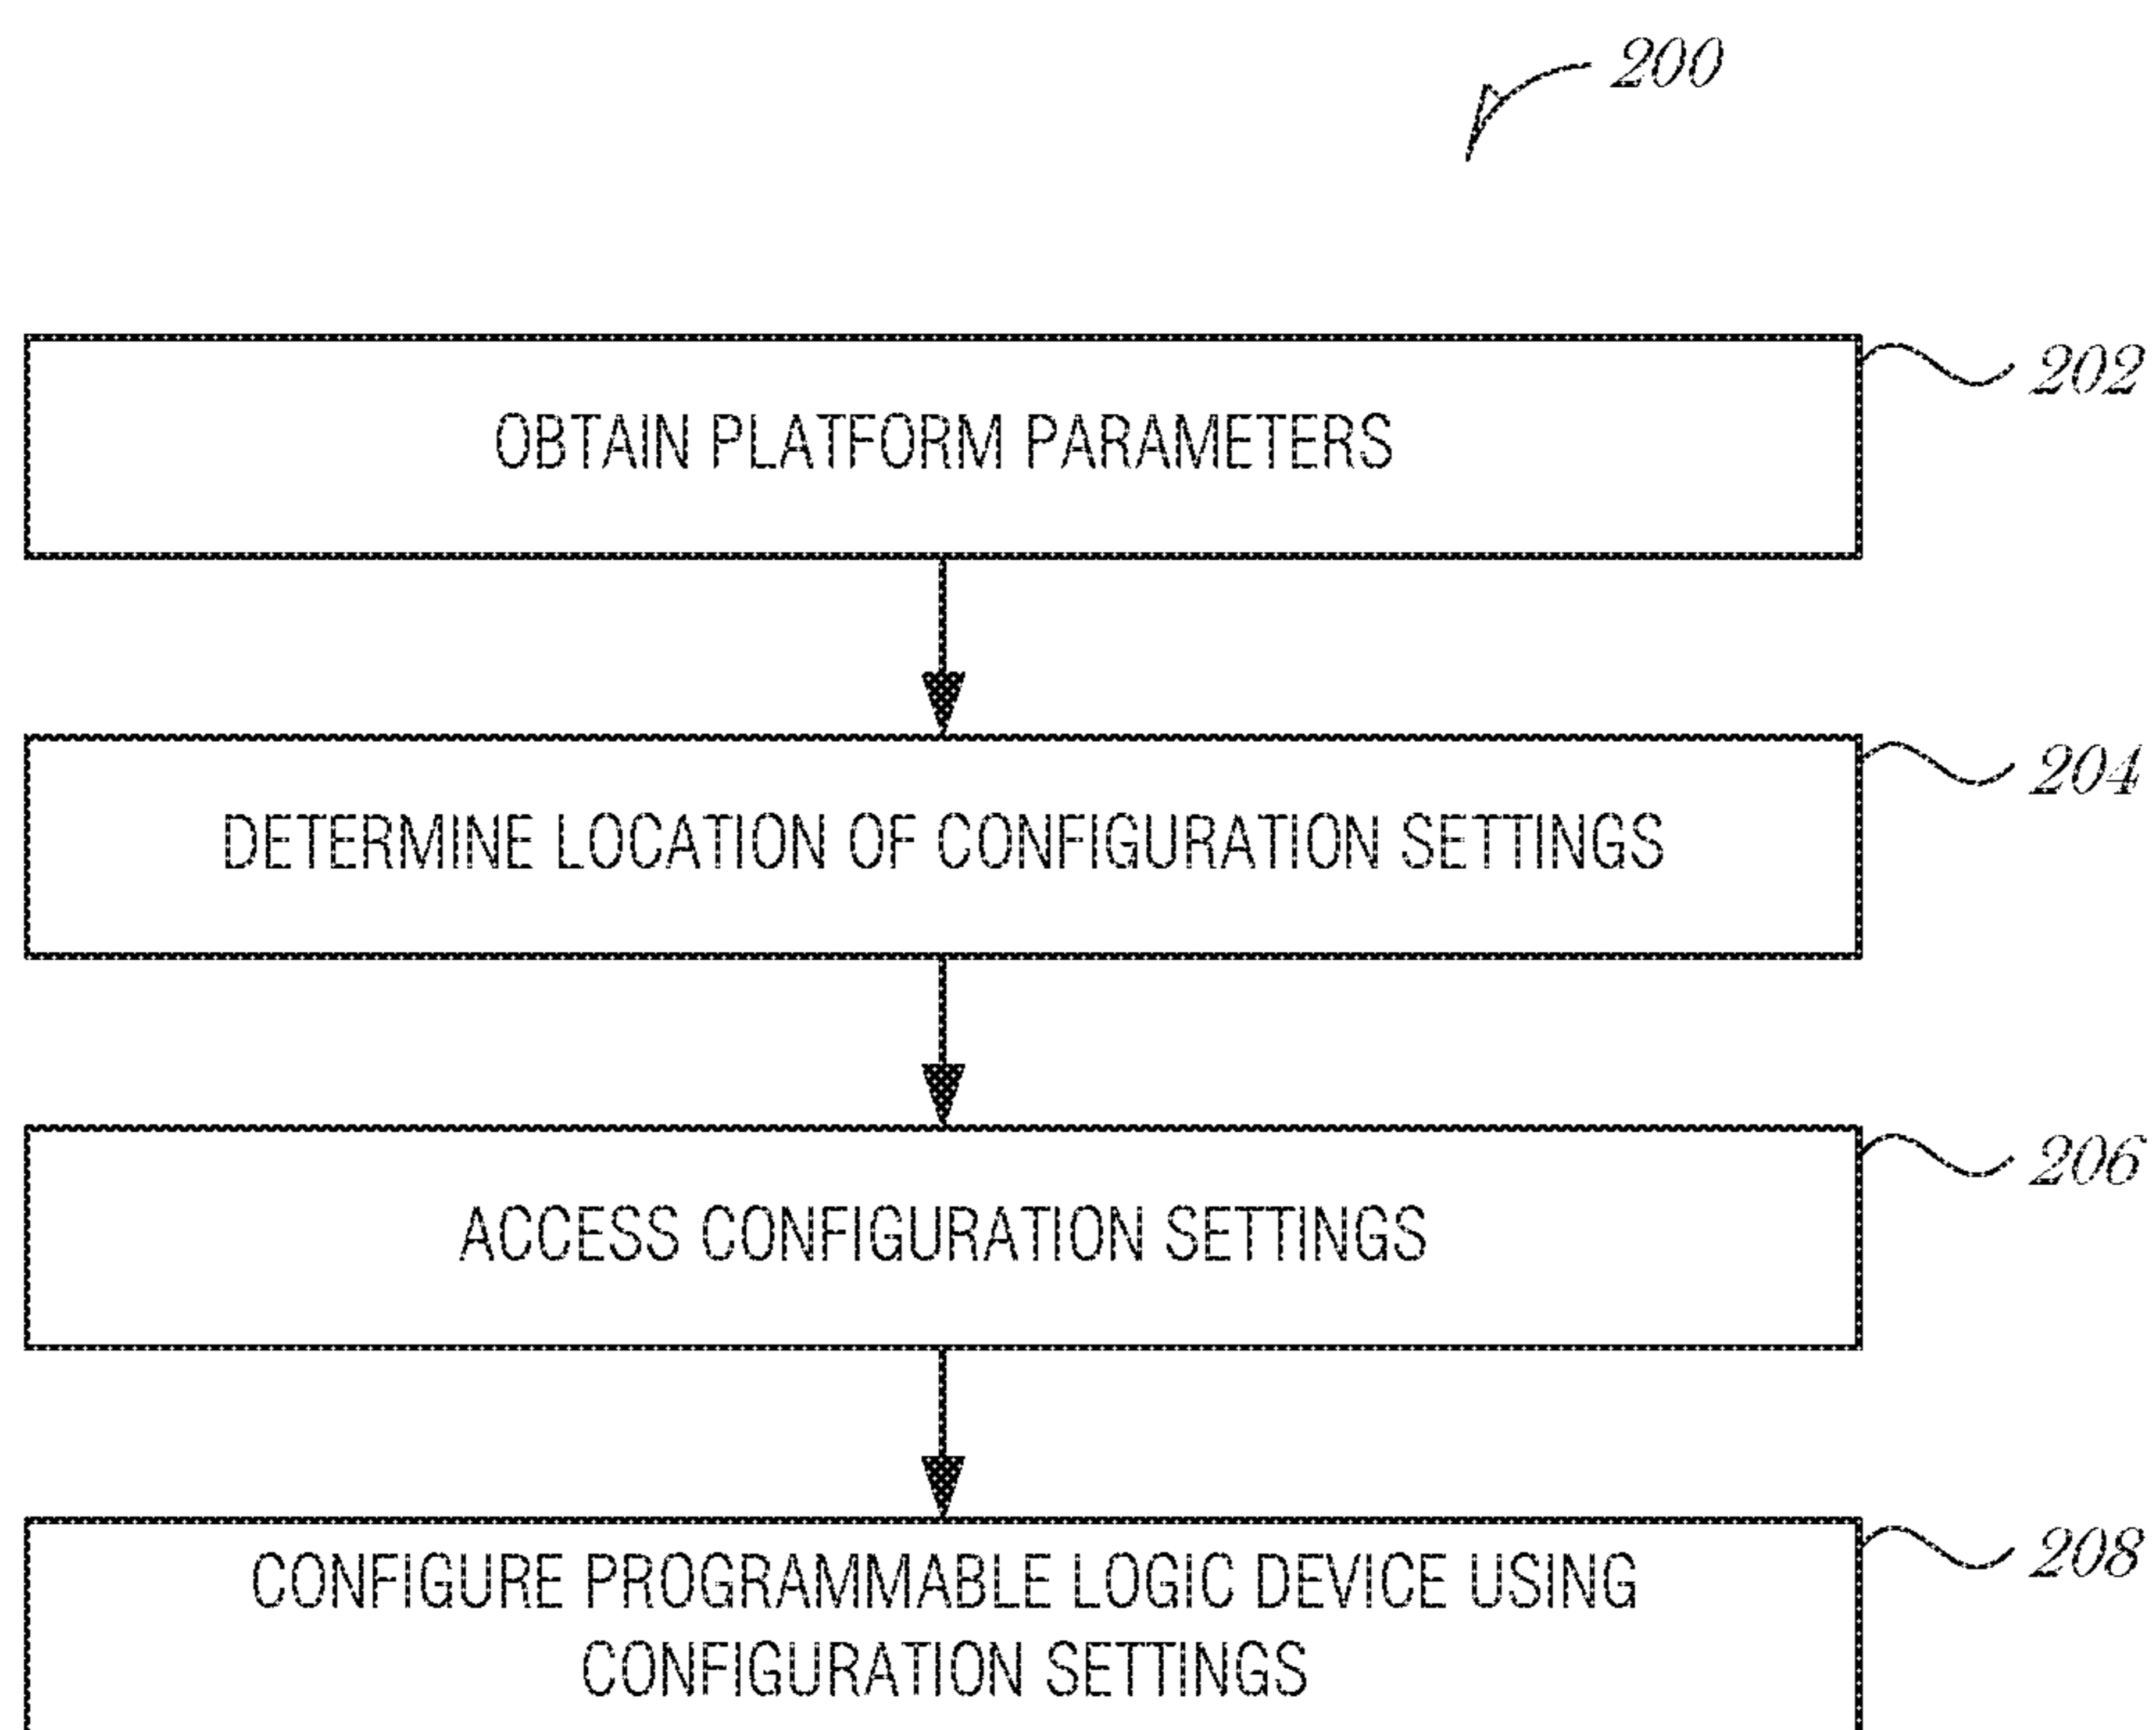 200
202
OBTAIN PLATFORM PARAMETERS
204
DETERMINE LOCATION OF CONFIGURATION SETTINGS
206
ACCESS CONFIGURATION SETTINGS
208
CONFIGURE PROGRAMMABLE LOGIC DEVICE USING
CONFIGURATION SETTINGS